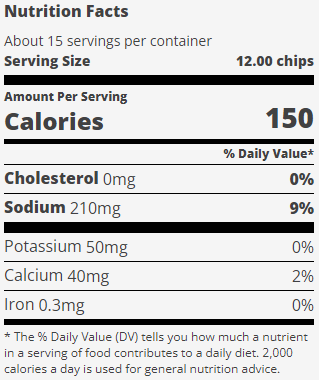 Nutrition Facts
About 15 servings per container
Serving Size 12.00 chips
Amount Per Serving
Calories 150
% Daily Value*
Cholesterol 0mg 0%
Sodium 210mg 9%
Potassium 50mg 0%
Calcium 40mg 2%
Iron 0.3mg 0%
* The % Daily Value (DV) tells you how much a nutrient
in a serving of food contributes to a daily diet. 2,000
calories a day is used for general nutrition advice.